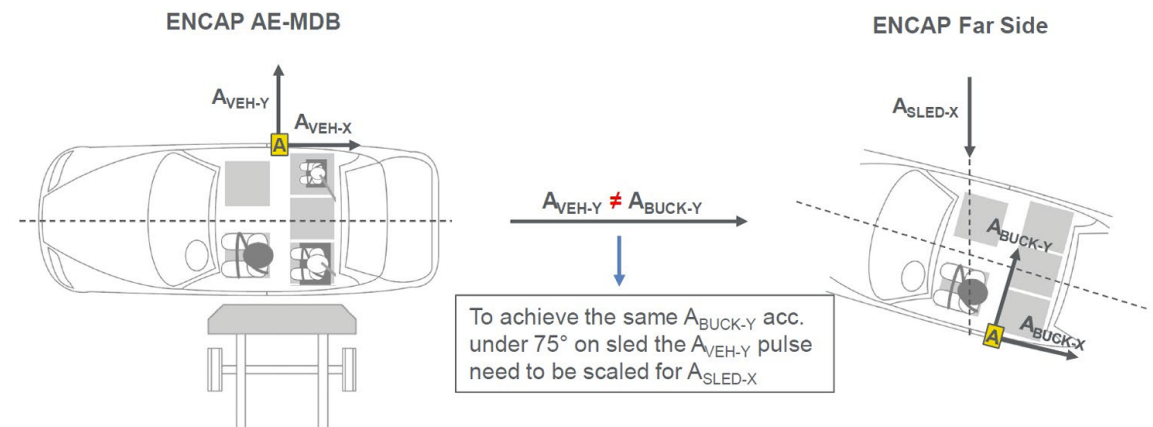 ENCAP AE-MDB
ENCAP Far Side
AVEH-Y
AVEH-X
A
ASLED-X
AVEH-Y ≠ ABUCK-Y
To achieve the same ABUCK-Y acc.
under 75° on sled the AVEH-Y pulse
need to be scaled for ASLED-X
ABUCK-Y
ABUCK-X
A